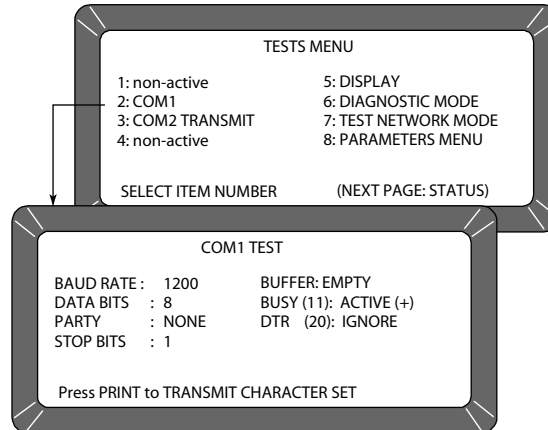 TESTS MENU
1: non-active 5: DISPLAY
2: COM1 6: DIAGNOSTIC MODE
3: COM2 TRANSMIT 7: TEST NETWORK MODE
4: non-active 8: PARAMETERS MENU
SELECT ITEM NUMBER (NEXT PAGE: STATUS)
COM1 TEST
BAUD RATE : 1200 BUFFER: EMPTY
DATA BITS : 8 BUSY (11): ACTIVE (+)
PARTY : NONE DTR (20): IGNORE
STOP BITS : 1
Press PRINT to TRANSMIT CHARACTER SET